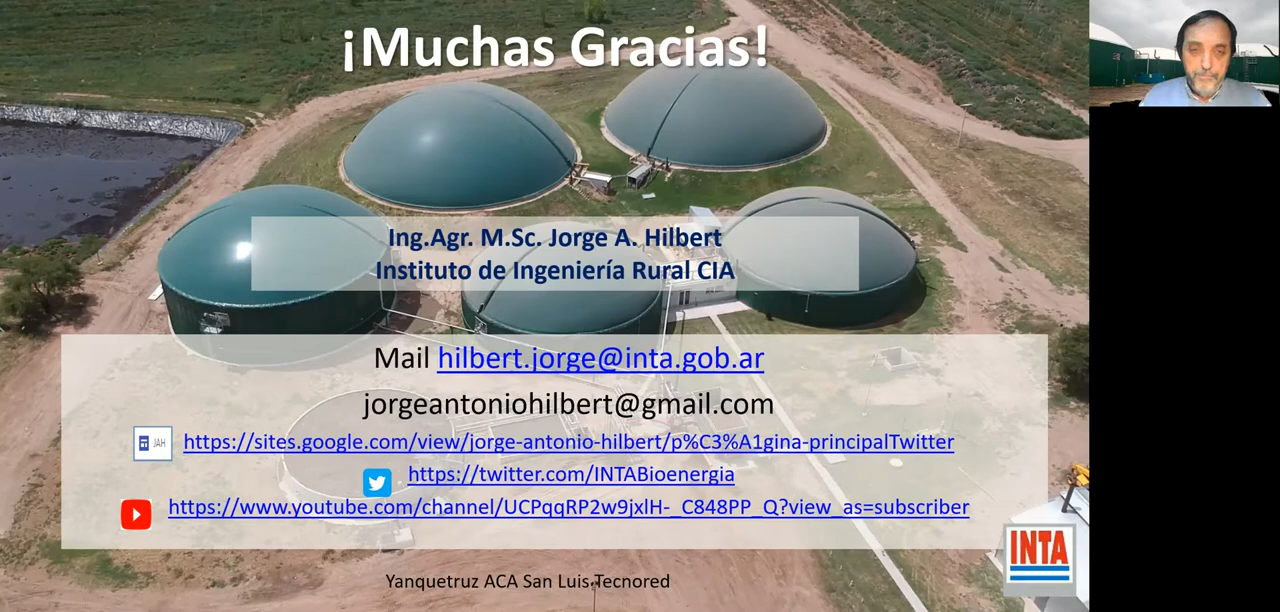 ¡Muchas Gracias!
Ing.Agr. M.Sc. Jorge A. Hilbert
Instituto de Ingeniería Rural CIA
Mail hilbert.jorge@inta.gob.ar
jorgeantoniohilbert@gmail.com
JAH https://sites.google.com/view/jorge-antonio-hilbert/p%C3%A1gina-principalTwitter
https://twitter.com/INTABioenergia
https://www.youtube.com/channel/UCPqqRP2w9jxlH-_C848PP_Q?view_as=subscriber
INTA
Yanquetruz ACA San Luis Tecnored